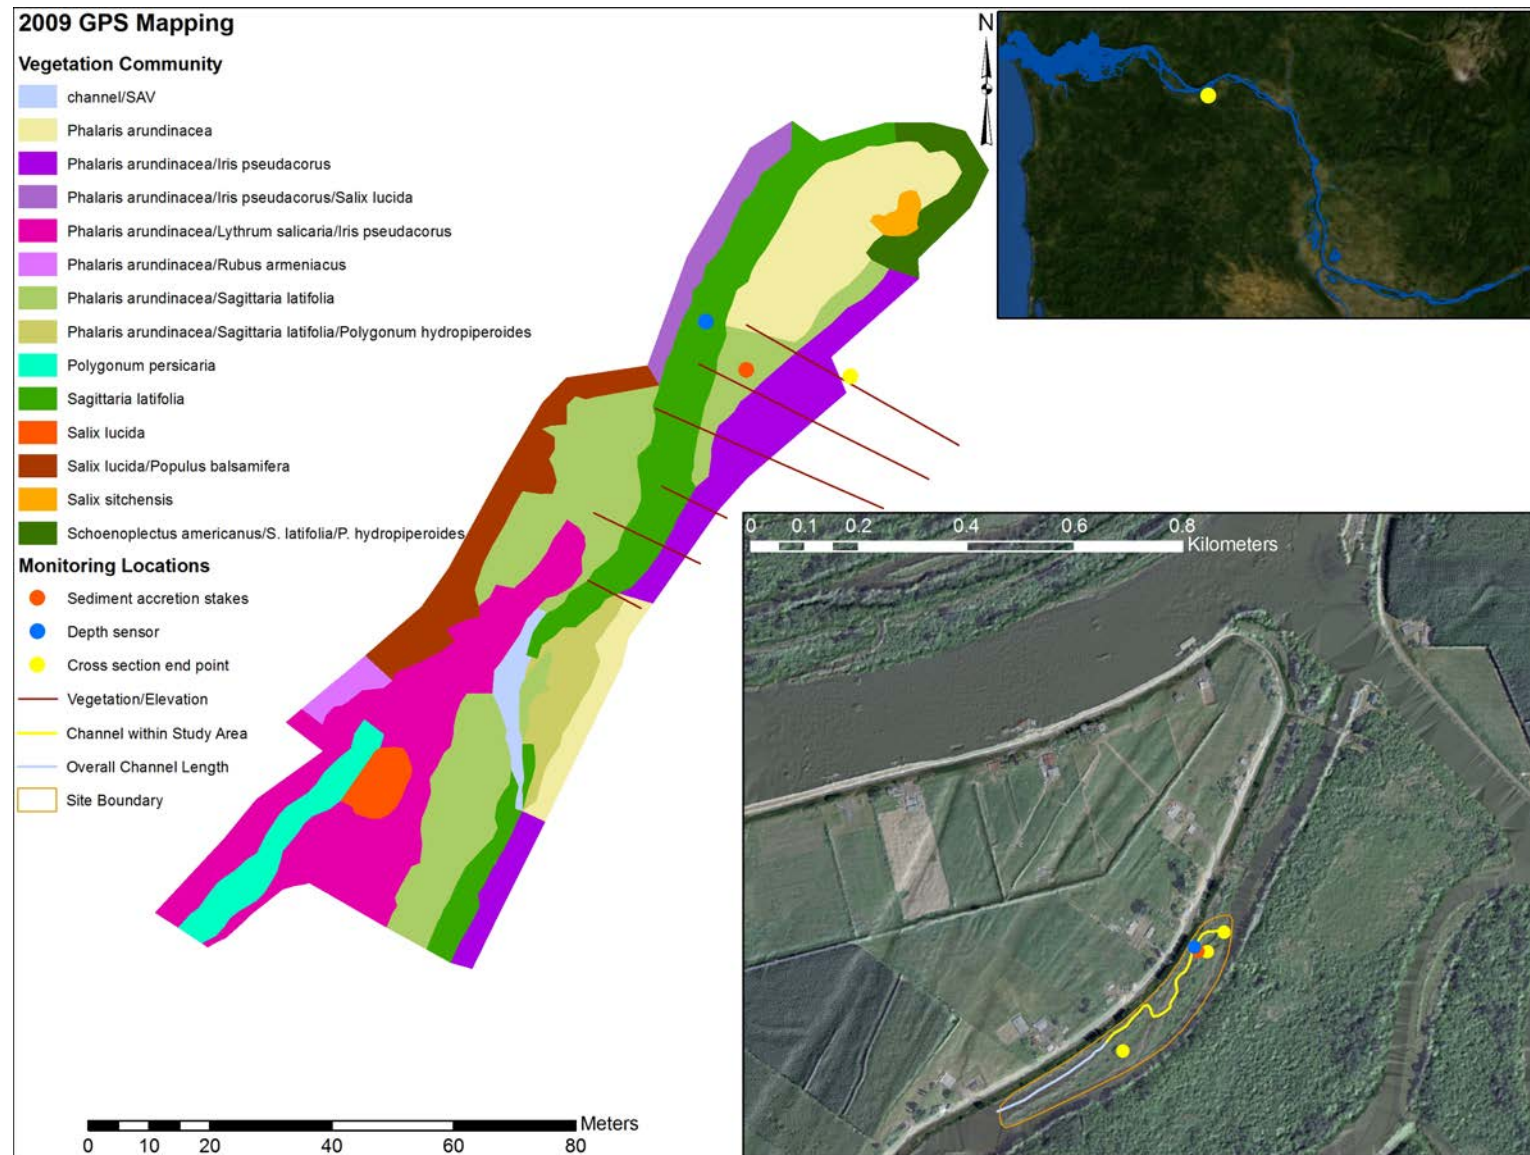 2009 GPS Mapping
N
Vegetation Community
channel/SAV
Phalaris arundinacea
Phalaris arundinacea/Iris pseudacorus
Phalaris arundinacea/Iris pseudacorus/Salix lucida
Phalaris arundinacea/Lythrum salicaria/Iris pseudacorus
Phalaris arundinacea/Rubus armeniacus
Phalaris arundinacea/Sagittaria latifolia
Phalaris arundinacea/Sagittaria latifolia/Polygonum hydropiperoides
Polygonum persicaria
Sagittaria latifolia
Salix lucida
Salix lucida/Populus balsamifera
Salix sitchensis
Schoenoplectus americanus/S. latifolia/P. hydropiperoides
Monitoring Locations
Sediment accretion stakes
Depth sensor
Cross section end point
Vegetation/Elevation
Channel within Study Area
Overall Channel Length
Site Boundary
0 0.1 0.2 0.4 0.6 0.8
Kilometers
Meters
0 10 20 40 60 80